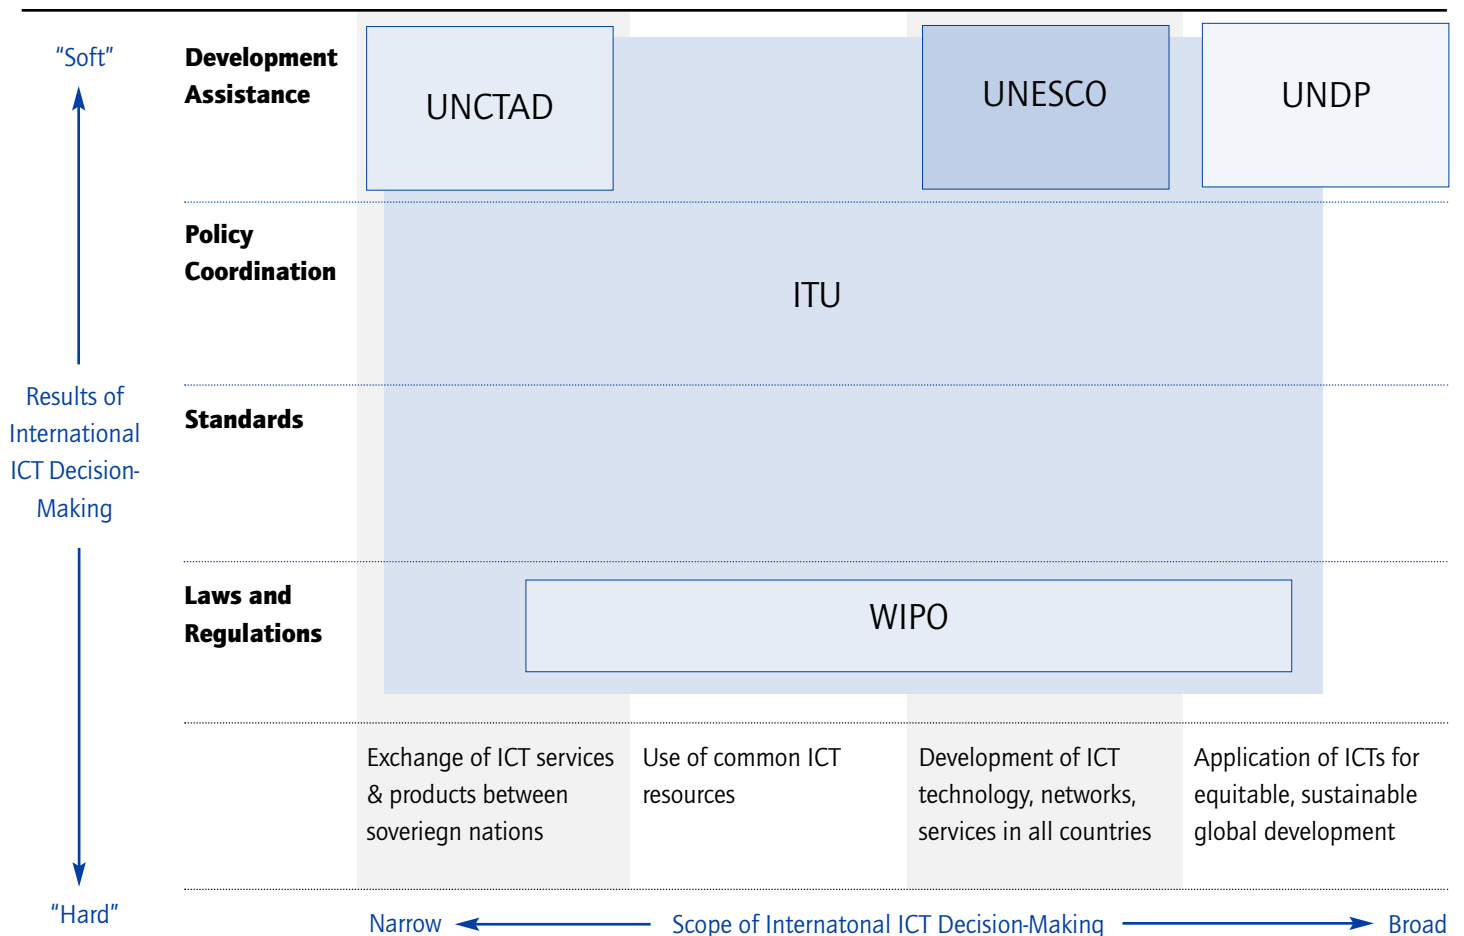 “Soft”
Development
Assistance
UNCTAD
UNESCO
UNDP
Policy
Coordination
ITU
Results of
International
ICT Decision-
Making
Standards
Laws and
Regulations
WIPO
Exchange of ICT services
& products between
soveriegn nations
Use of common ICT
resources
Development of ICT
technology, networks,
services in all countries
Application of ICTs for
equitable, sustainable
global development
“Hard”
Narrow
Scope of Internatonal ICT Decision-Making
Broad